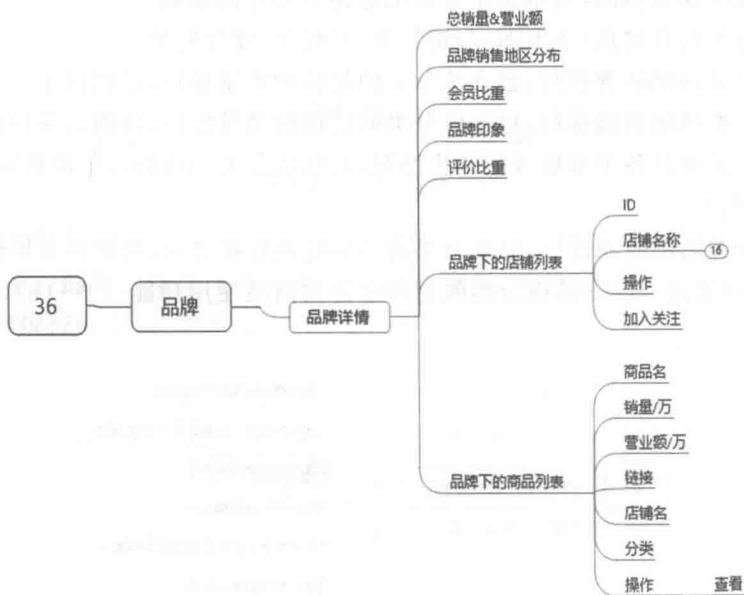 总销量&营业额
品牌销售地区分布
会员比重
品牌印象
评价比重
ID
店铺名称
16
品牌下的店铺列表
操作
加入关注
36
品牌
品牌详情
商品名
销量/万
营业额/万
品牌下的商品列表
链接
店铺名
分类
操作
查看